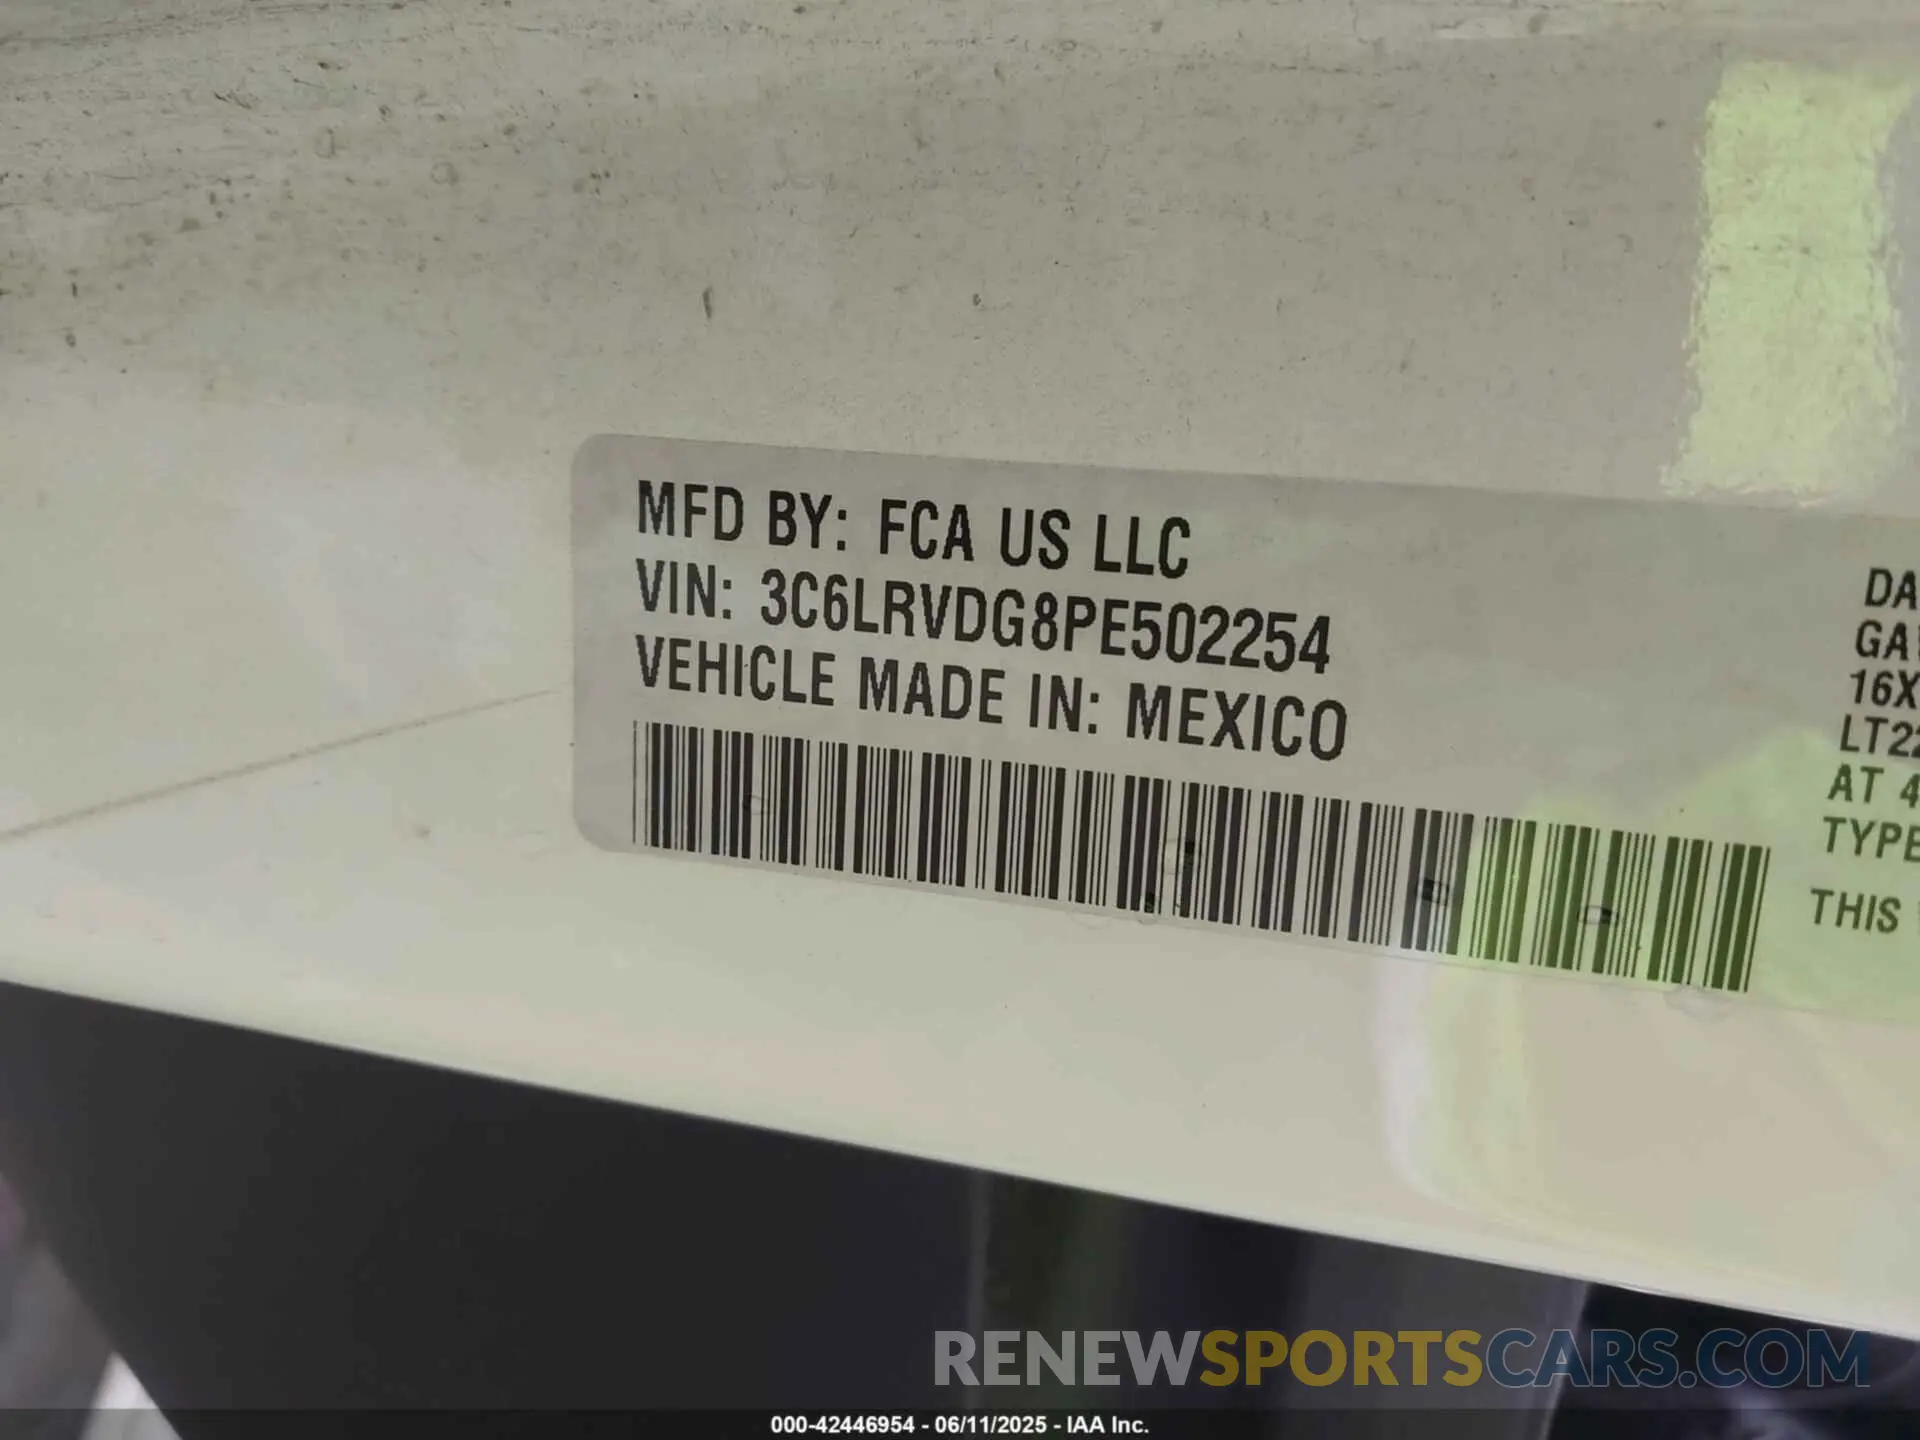 MFD BY: FCA US LLC
VIN: 3C6LRVDG8PE502254
VEHICLE MADE IN: MEXICO
DA
GA
16X
LT22
AT 4
TYPE
THIS
RENEWSPORTSCARS.COM
000-42446954 - 06/11/2025 - IAA Inc.